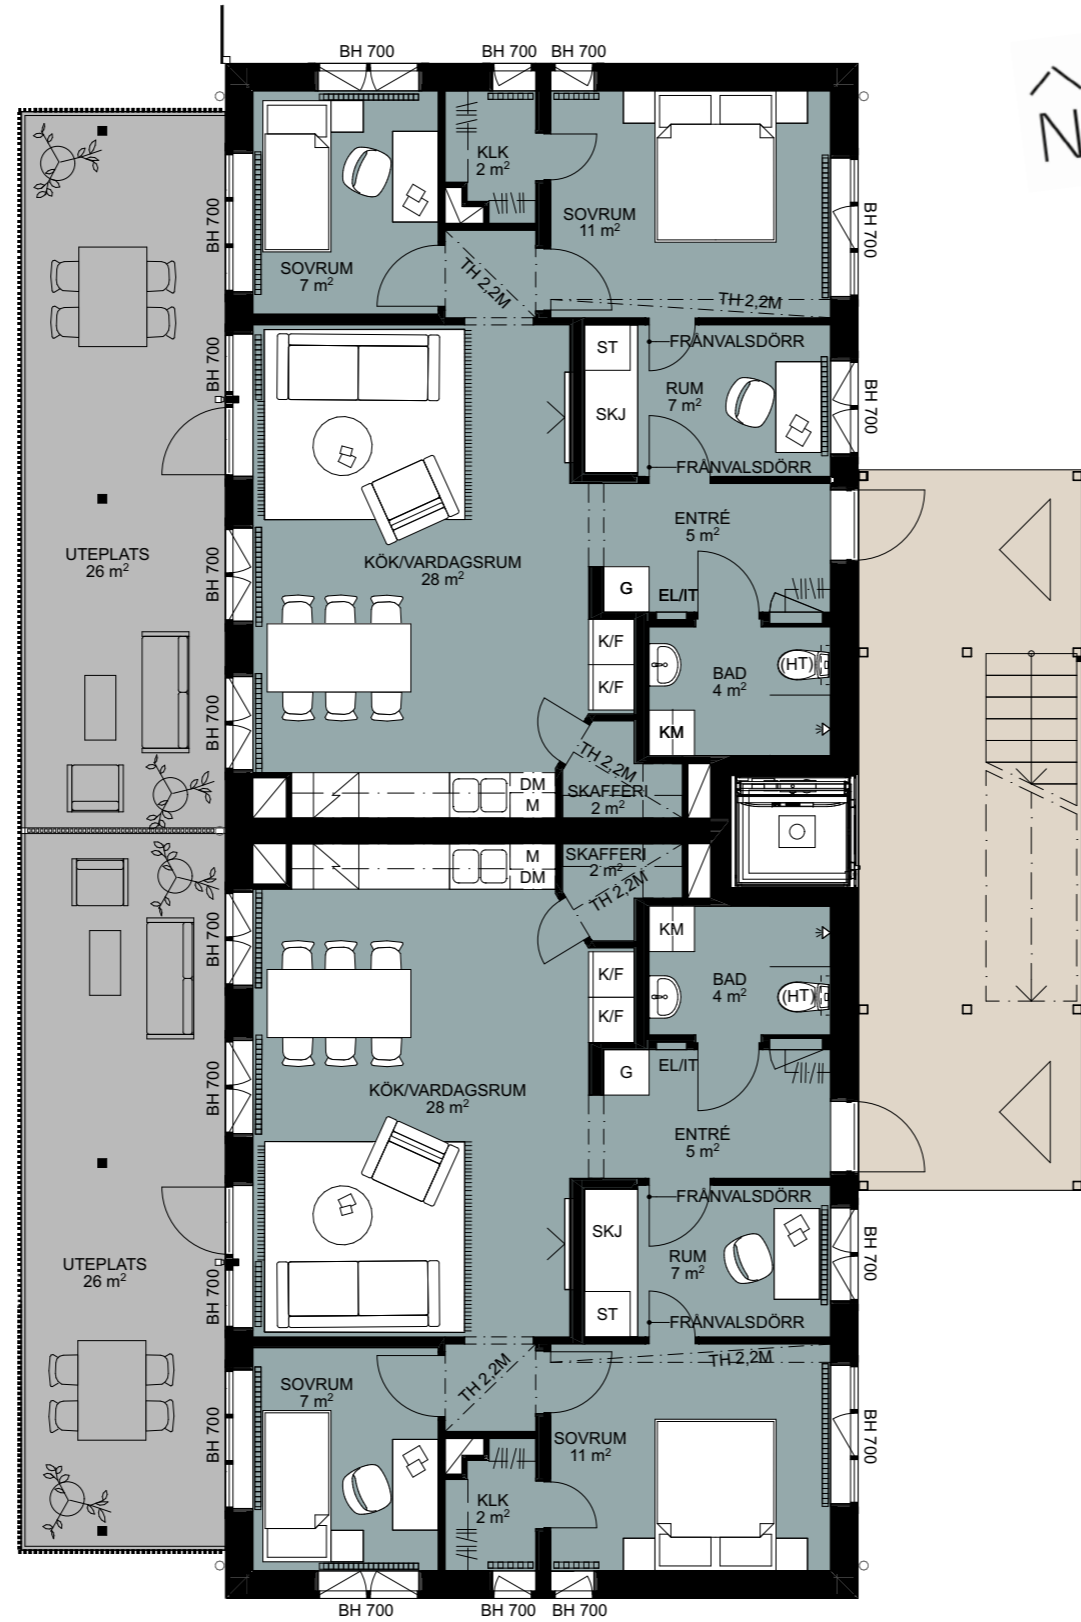 BH 700
BH 700
BH 700
N
KLK
2 m²
SOVRUM
11 m²
BH 700
BH 700
SOVRUM
7 m²
TH 2,2M
TH 2,2M
ST
FRÅNVALSDÖRR
BH 700
RUM
7 m²
BH 700
SKJ
FRÅNVALSDÖRR
ENTRÉ
5 m²
UTEPLATS
26 m²
BH 700
KÖK/VARDAGSRUM
28 m²
G
EL/IT
K/F
BAD
4 m²
(HT)
K/F
BH 700
KM
TH 2,2M
DM
M
SKAFFERI
2 m²
M
DM
SKAFFERI
2 m²
TH 2,2M
BH 700
KM
K/F
BAD
4 m²
(HT)
K/F
BH 700
G
EL/IT
KÖK/VARDAGSRUM
28 m²
ENTRÉ
5 m²
FRÅNVALSDÖRR
SKJ
RUM
7 m²
BH 700
UTEPLATS
26 m²
BH 700
ST
FRÅNVALSDÖRR
TH 2,2M
TH 2,2M
SOVRUM
7 m²
BH 700
SOVRUM
11 m²
BH 700
KLK
2 m²
BH 700
BH 700
BH 700